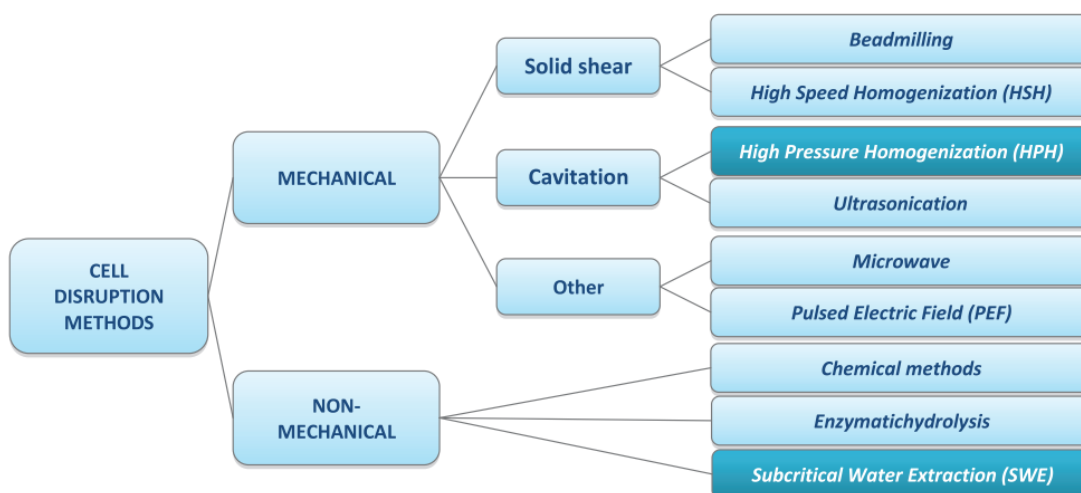 CELL
DISRUPTION
METHODS
MECHANICAL
NON-
MECHANICAL
Solid shear
Cavitation
Other
Beadmilling
High Speed Homogenization (HSH)
High Pressure Homogenization (HPH)
Ultrasonication
Microwave
Pulsed Electric Field (PEF)
Chemical methods
Enzymatichydrolysis
Subcritical Water Extraction (SWE)